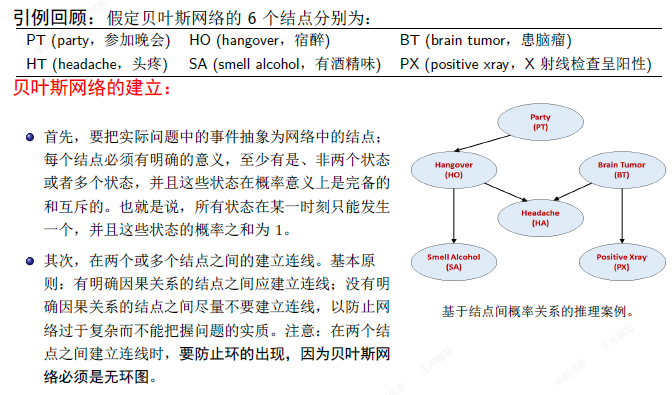 引例回顾：假定贝叶斯网络的 6 个结点分别为：
PT (party，参加晚会) HO (hangover，宿醉) BT (brain tumor，患脑瘤)
HT (headache，头疼) SA (smell alcohol，有酒精味) PX (positive xray，X 射线检查呈阳性)
贝叶斯网络的建立：
首先，要把实际问题中的事件抽象为网络中的结点；
每个结点必须有明确的意义，至少有是、非两个状态
或者多个状态，并且这些状态在概率意义上是完备的
和互斥的。也就是说，所有状态在某一时刻只能发生
一个，并且这些状态的概率之和为 1。
其次，在两个或多个结点之间的建立连线。基本原
则：有明确因果关系的结点之间应建立连线；没有明
确因果关系的结点之间尽量不要建立连线，以防止网
络过于复杂而不能把握问题的实质。注意：在两个结
点之间建立连线时，要防止环的出现，因为贝叶斯网
络必须是无环图。
Party
(PT)
Hangover
(HO)
Brain Tumor
(BT)
Headache
(HA)
Smell Alcohol
(SA)
Positive Xray
(PX)
基于结点间概率关系的推理案例。